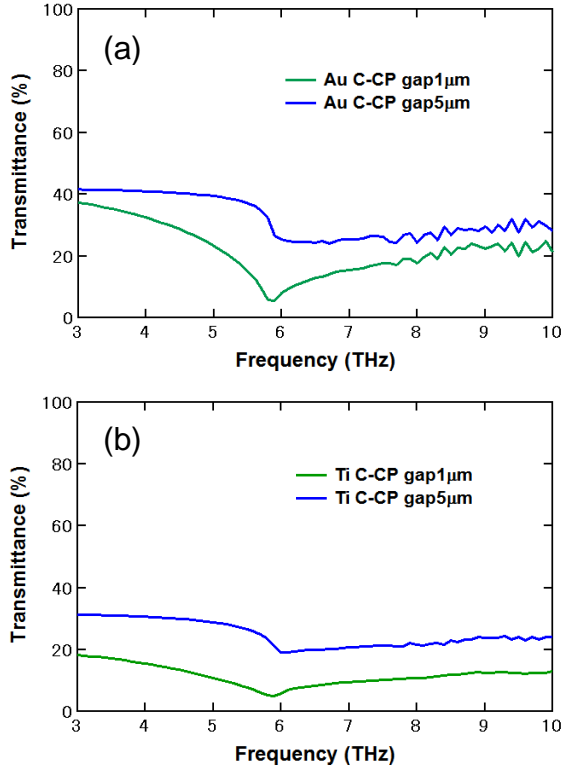 (a)
Au C-CP gap1μm
Au C-CP gap5μm
Transmittance (%)
100
80
60
40
20
0
3 4 5 6 7 8 9 10
Frequency (THz)
(b)
Ti C-CP gap1μm
Ti C-CP gap5μm
Transmittance (%)
100
80
60
40
20
0
3 4 5 6 7 8 9 10
Frequency (THz)